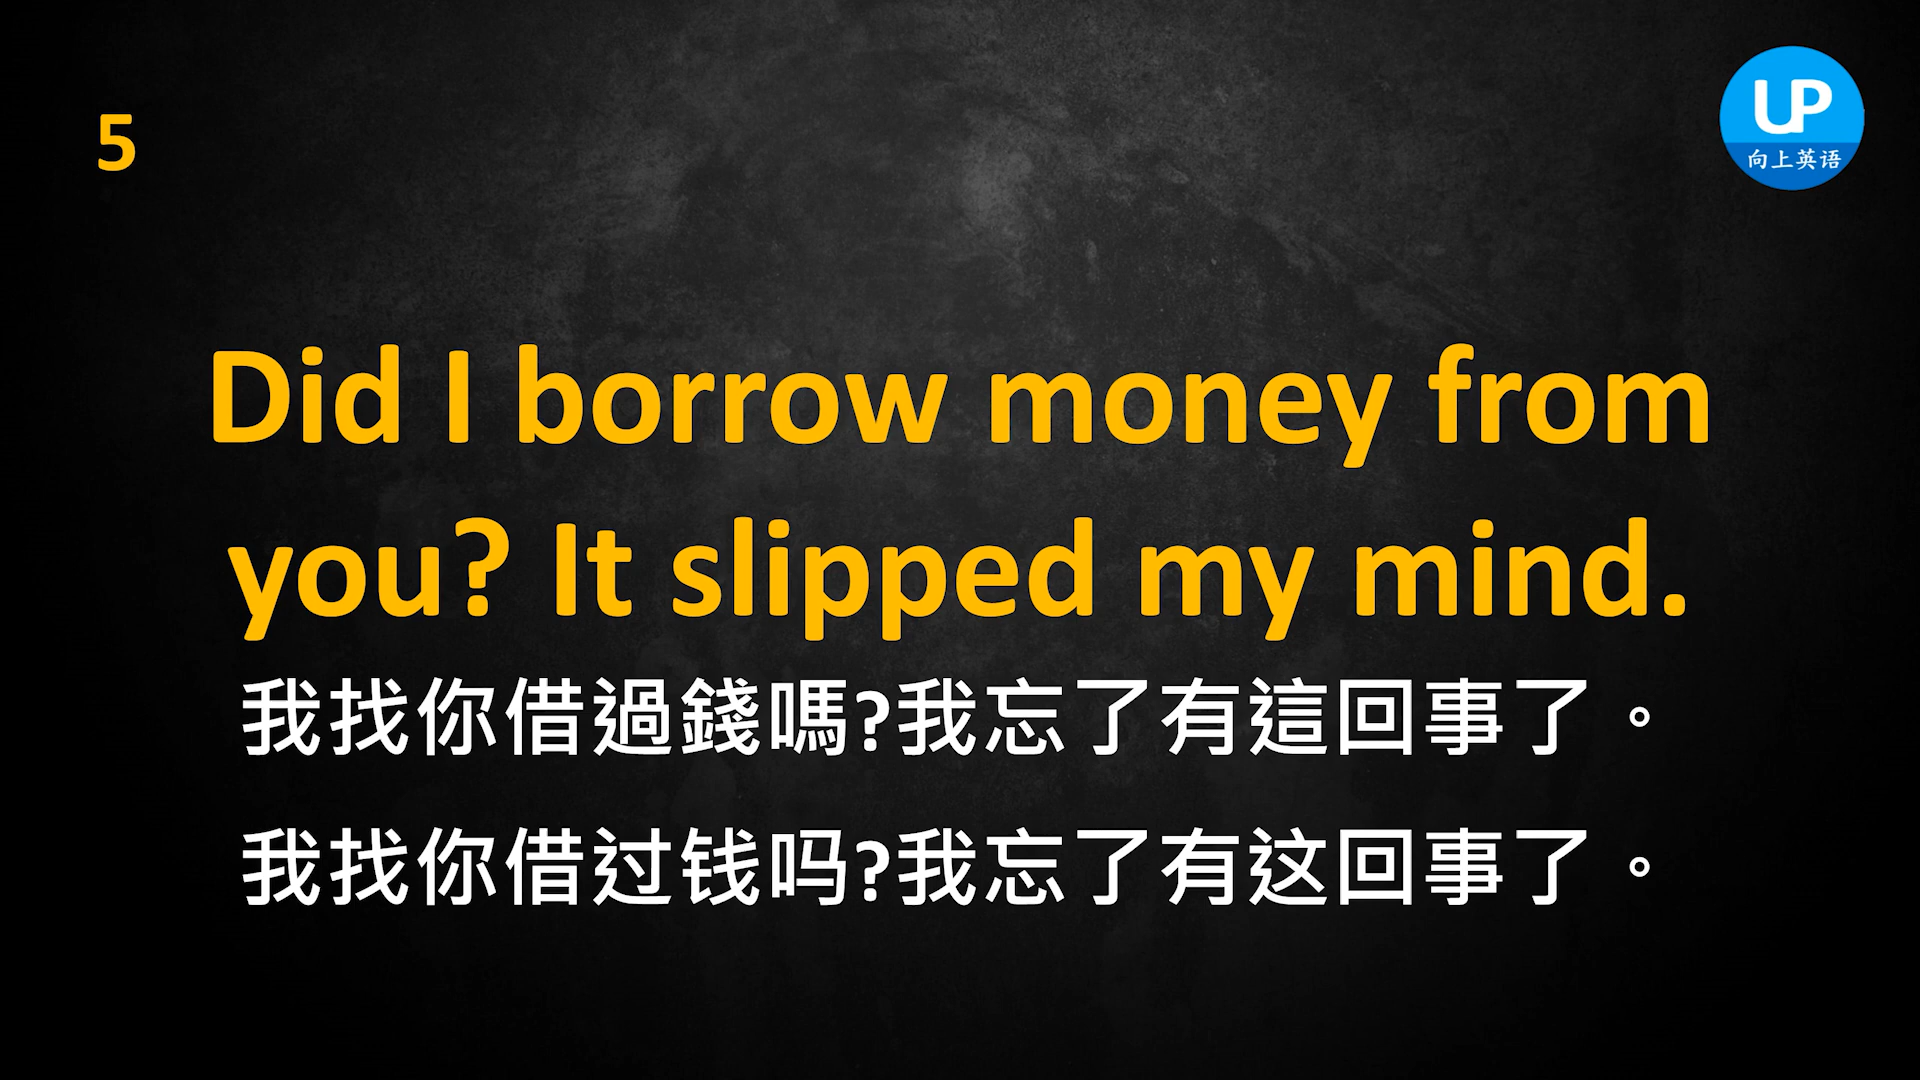 5
UP
向上英语
Did I borrow money from
you? It slipped my mind.
我找你借過錢嗎?我忘了有這回事了。
我找你借过钱吗?我忘了有这回事了。